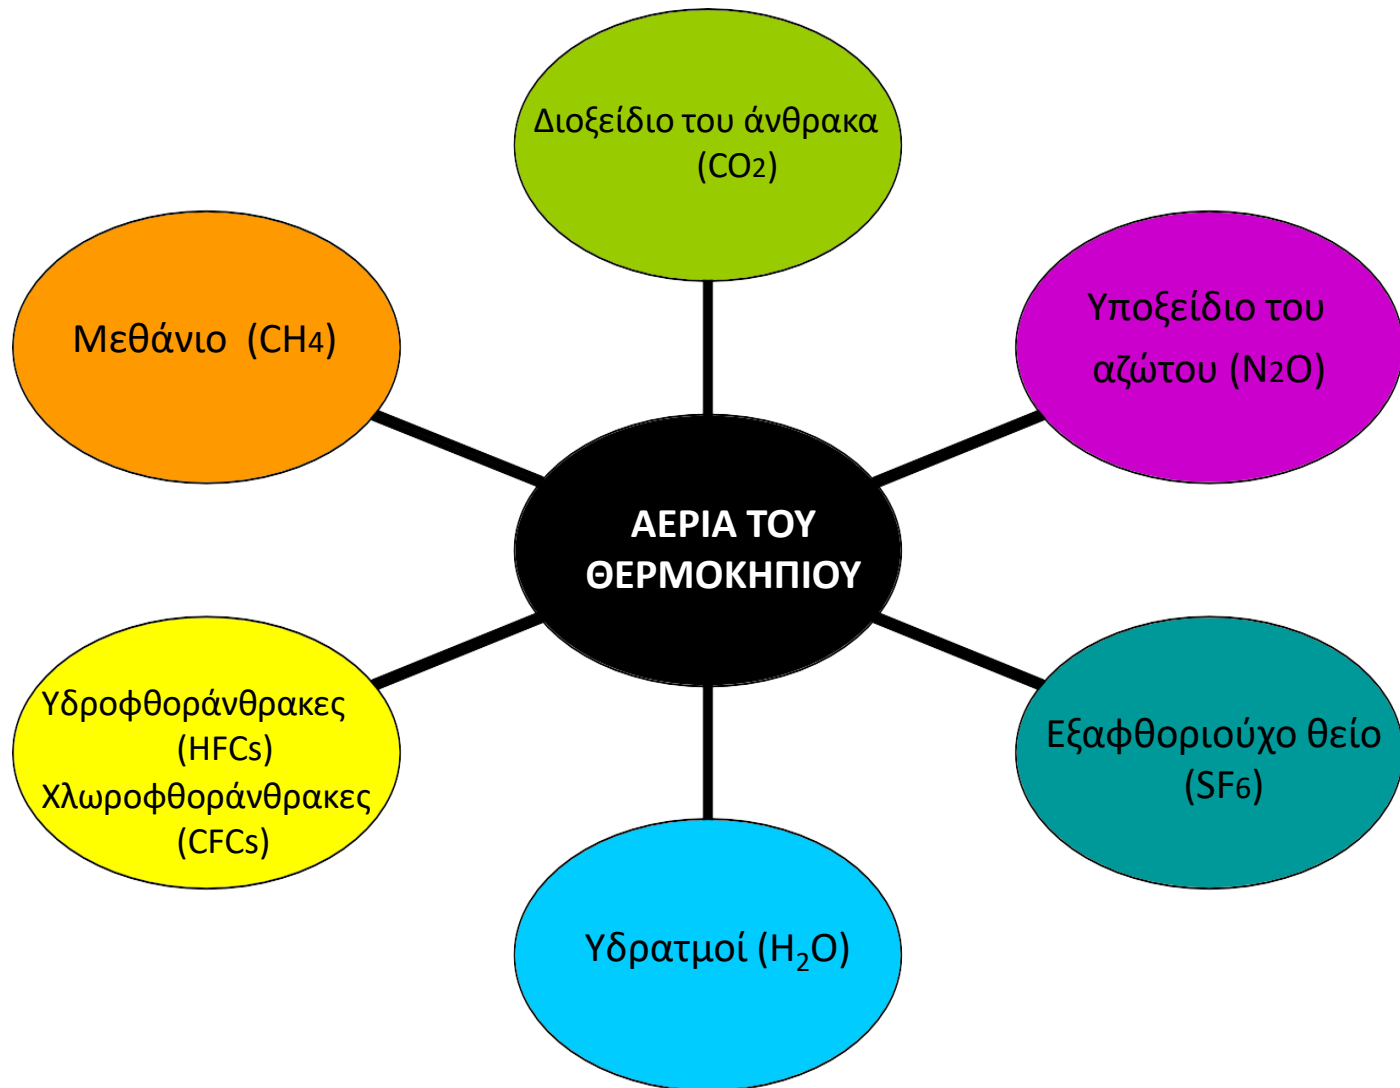 Διοξείδιο του άνθρακα
(CO2)
Μεθάνιο (CH4)
Υποξείδιο του
αζώτου (N2O)
ΑΕΡΙΑ ΤΟΥ
ΘΕΡΜΟΚΗΠΙΟΥ
Υδροφθοράνθρακες
(HFCs)
Χλωροφθοράνθρακες
(CFCs)
Εξαφθοριούχο θείο
(SF6)
Υδρατμοί (H₂O)